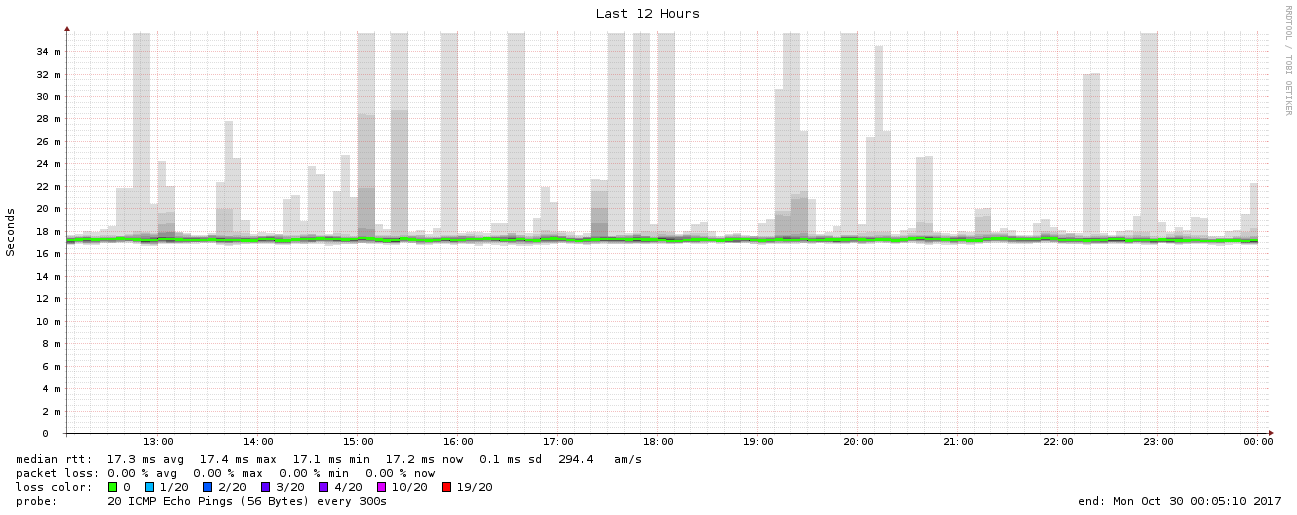 Last 12 Hours
RRDTOOL / TOBI OETIKER
Seconds
34 m
32 m
30 m
28 m
26 m
24 m
22 m
20 m
18 m
16 m
14 m
12 m
10 m
8 m
6 m
4 m
2 m
0
13:00 14:00 15:00 16:00 17:00 18:00 19:00 20:00 21:00 22:00 23:00 00:00
median rtt: 17.3 ms avg 17.4 ms max 17.1 ms min 17.2 ms now 0.1 ms sd 294.4 am/s
packet loss: 0.00 % avg 0.00 % max 0.00 % min 0.00 % now
loss color: 0 1/20 2/20 3/20 4/20 10/20 19/20
probe: 20 ICMP Echo Pings (56 Bytes) every 300s end: Mon Oct 30 00:05:10 2017